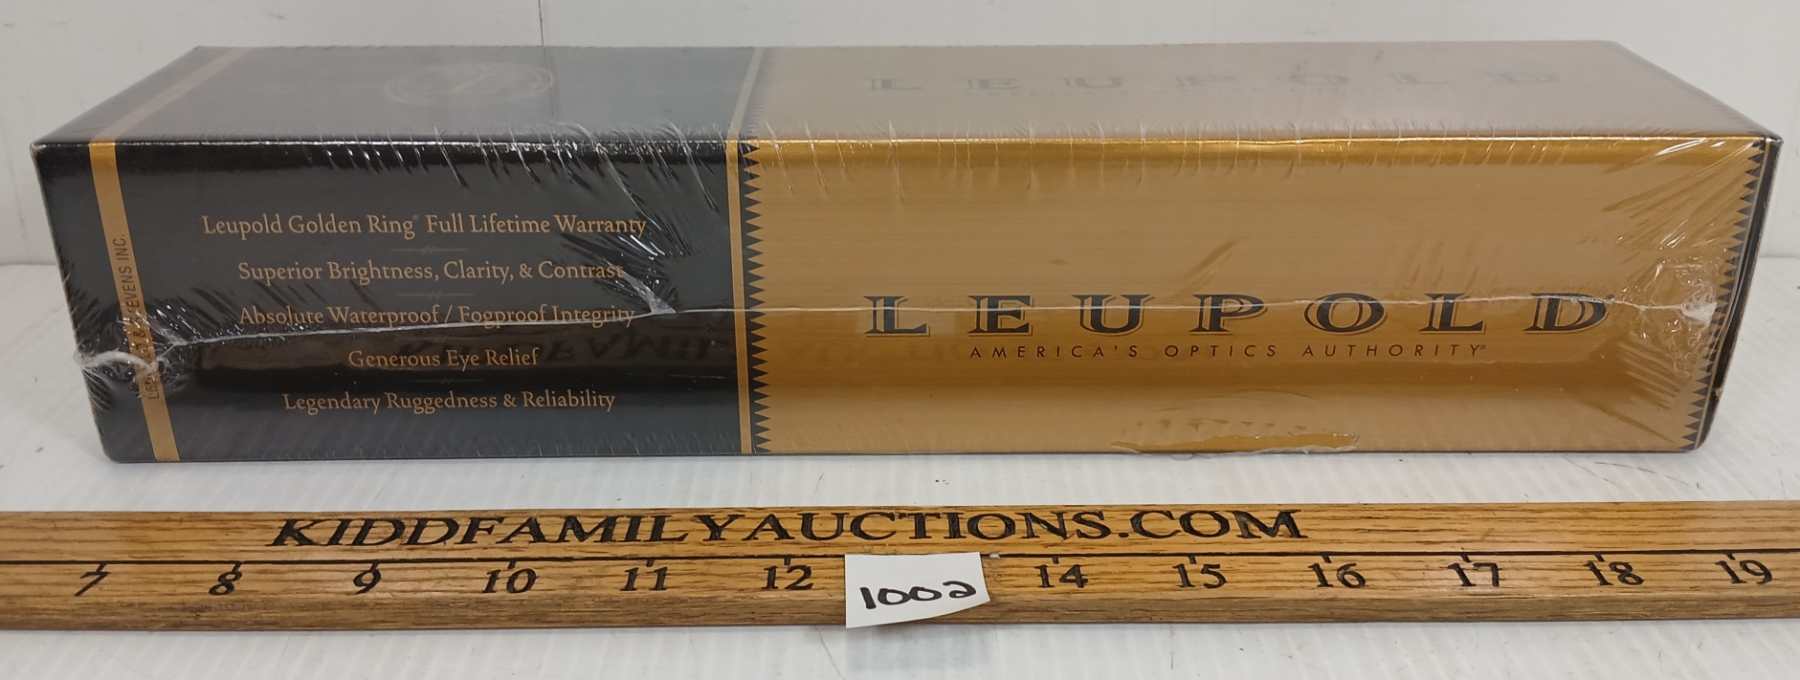 L E U P O L D
Leupold Golden Ring® Full Lifetime Warranty
Superior Brightness, Clarity, & Contrast
Absolute Waterproof / Fogproof Integrity
Generous Eye Relief
Legendary Ruggedness & Reliability
EVENS INC.
LEUPOLD
AMERICA'S OPTICS AUTHORITY®
KIDDFAMILYAUCTIONS.COM
7 8 9 10 11 12 14 15 16 17 18 19
1002